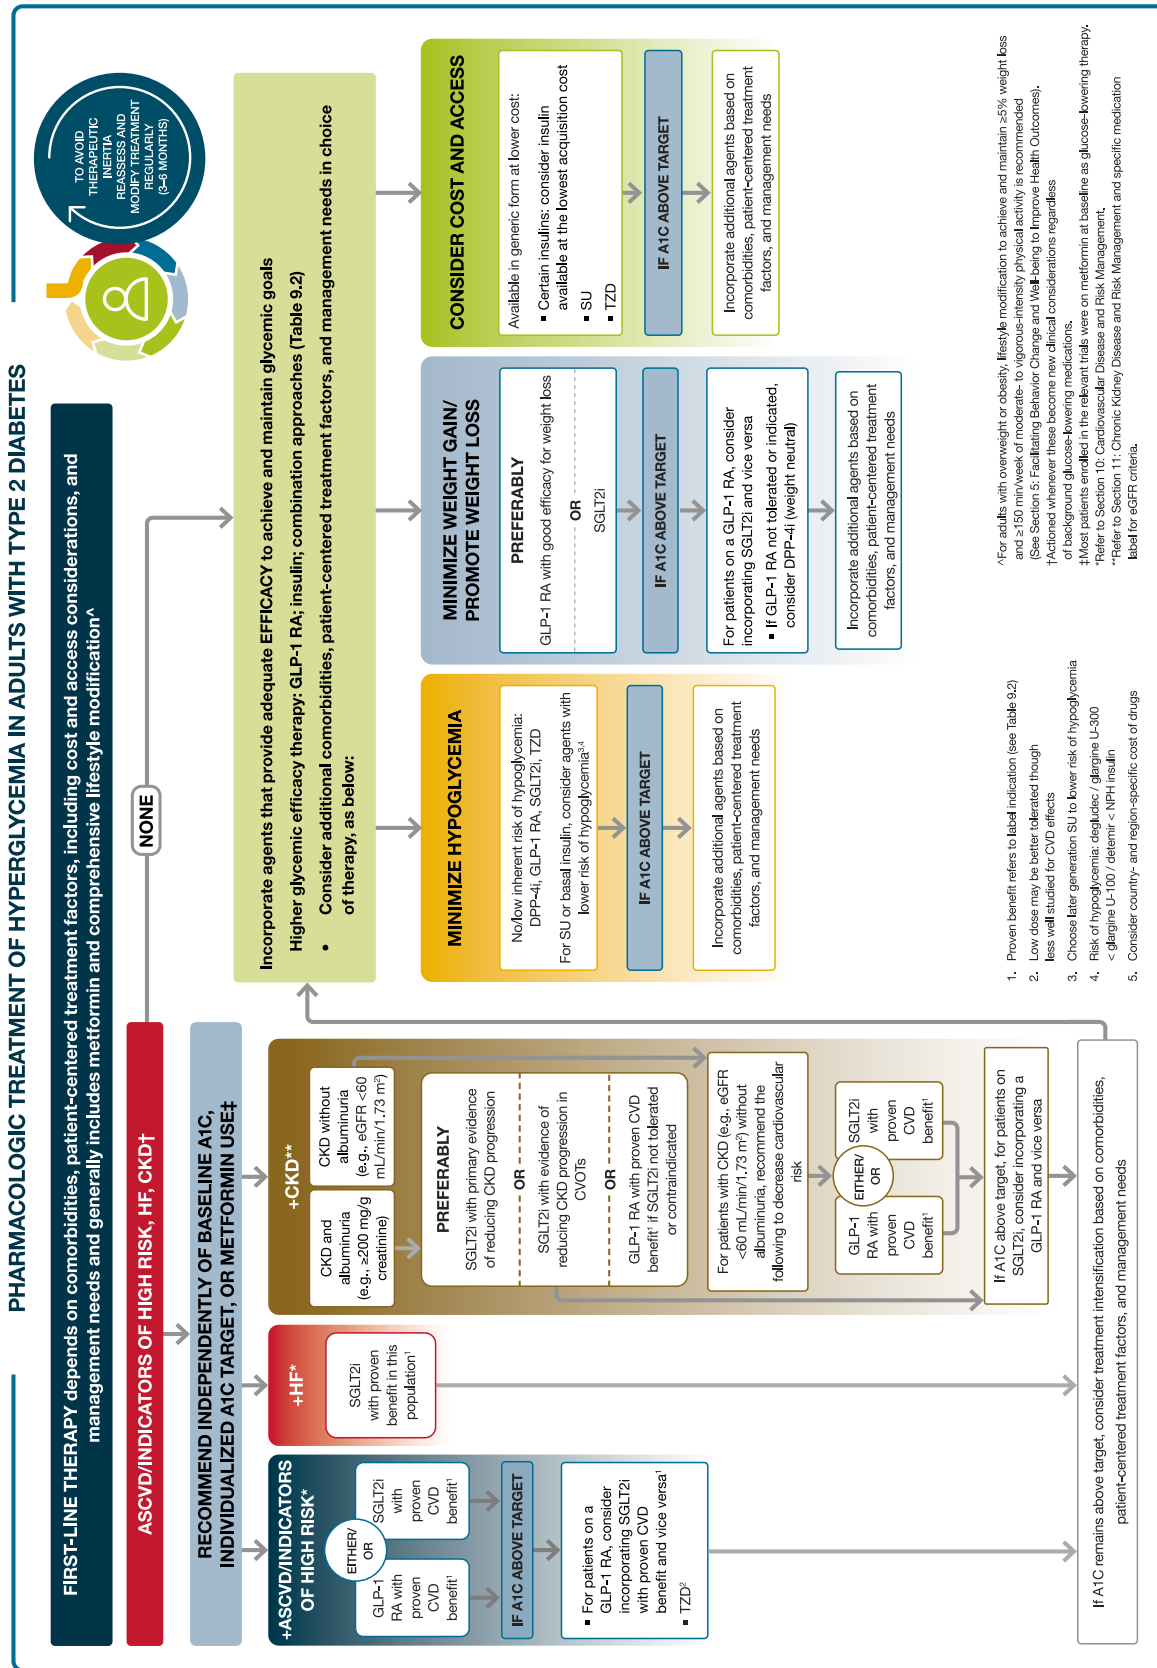 PHARMACOLOGIC TREATMENT OF HYPERGLYCEMIA IN ADULTS WITH TYPE 2 DIABETES
TO AVOID
THERAPEUTIC
INERTIA
REASSESS AND
MODIFY TREATMENT
REGULARLY
(3–6 MONTHS)
FIRST-LINE THERAPY depends on comorbidities, patient-centered treatment factors, including cost and access considerations, and
management needs and generally includes metformin and comprehensive lifestyle modification^
ASCVD/INDICATORS OF HIGH RISK, HF, CKD†
NONE
RECOMMEND INDEPENDENTLY OF BASELINE A1C,
INDIVIDUALIZED A1C TARGET, OR METFORMIN USE‡
+ASCVD/INDICATORS
OF HIGH RISK*
EITHER/
OR
GLP-1
RA with
proven
CVD
benefit¹
SGLT2i
with
proven
CVD
benefit¹
IF A1C ABOVE TARGET
▪ For patients on a
GLP-1 RA, consider
incorporating SGLT2i
with proven CVD
benefit and vice versa¹
▪ TZD²
+HF*
SGLT2i
with proven
benefit in this
population¹
+CKD**
CKD and
albuminuria
(e.g., ≥200 mg/g
creatinine)
CKD without
albuminuria
(e.g., eGFR <60
mL/min/1.73 m²)
PREFERABLY
SGLT2i with primary evidence
of reducing CKD progression
OR
SGLT2i with evidence of
reducing CKD progression in
CVOTs
OR
GLP-1 RA with proven CVD
benefit¹ if SGLT2i not tolerated
or contraindicated
For patients with CKD (e.g., eGFR
<60 mL/min/1.73 m²) without
albuminuria, recommend the
following to decrease cardiovascular
risk
EITHER/
OR
GLP-1
RA with
proven
CVD
benefit¹
SGLT2i
with
proven
CVD
benefit¹
If A1C above target, for patients on
SGLT2i, consider incorporating a
GLP-1 RA and vice versa
If A1C remains above target, consider treatment intensification based on comorbidities,
patient-centered treatment factors, and management needs
Incorporate agents that provide adequate EFFICACY to achieve and maintain glycemic goals
Higher glycemic efficacy therapy: GLP-1 RA; insulin; combination approaches (Table 9.2)
• Consider additional comorbidities, patient-centered treatment factors, and management needs in choice
of therapy, as below:
MINIMIZE HYPOGLYCEMIA
No/low inherent risk of hypoglycemia:
DPP-4i, GLP-1 RA, SGLT2i, TZD
For SU or basal insulin, consider agents with
lower risk of hypoglycemia³,⁴
IF A1C ABOVE TARGET
Incorporate additional agents based on
comorbidities, patient-centered treatment
factors, and management needs
MINIMIZE WEIGHT GAIN/
PROMOTE WEIGHT LOSS
PREFERABLY
GLP-1 RA with good efficacy for weight loss
OR
SGLT2i
IF A1C ABOVE TARGET
For patients on a GLP-1 RA, consider
incorporating SGLT2i and vice versa
▪ If GLP-1 RA not tolerated or indicated,
consider DPP-4i (weight neutral)
Incorporate additional agents based on
comorbidities, patient-centered treatment
factors, and management needs
CONSIDER COST AND ACCESS
Available in generic form at lower cost:
▪ Certain insulins: consider insulin
available at the lowest acquisition cost
▪ SU
▪ TZD
IF A1C ABOVE TARGET
Incorporate additional agents based on
comorbidities, patient-centered treatment
factors, and management needs
1. Proven benefit refers to label indication (see Table 9.2)
2. Low dose may be better tolerated though
less well studied for CVD effects
3. Choose later generation SU to lower risk of hypoglycemia
4. Risk of hypoglycemia: degludec / glargine U-300
< glargine U-100 / detemir < NPH insulin
5. Consider country- and region-specific cost of drugs
^For adults with overweight or obesity, lifestyle modification to achieve and maintain ≥5% weight loss
and ≥150 min/week of moderate- to vigorous-intensity physical activity is recommended
(See Section 5: Facilitating Behavior Change and Well-being to Improve Health Outcomes).
†Actioned whenever these become new clinical considerations regardless
of background glucose-lowering medications.
‡Most patients enrolled in the relevant trials were on metformin at baseline as glucose-lowering therapy.
*Refer to Section 10: Cardiovascular Disease and Risk Management.
**Refer to Section 11: Chronic Kidney Disease and Risk Management and specific medication
label for eGFR criteria.